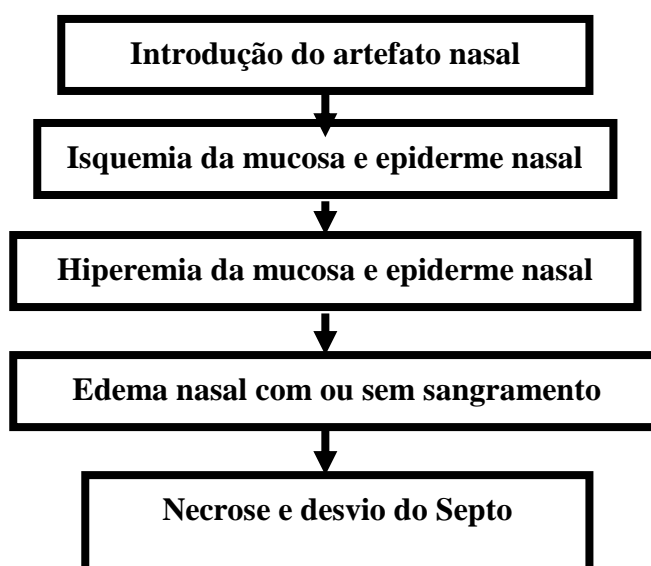 Introdução do artefato nasal
Isquemia da mucosa e epiderme nasal
Hiperemia da mucosa e epiderme nasal
Edema nasal com ou sem sangramento
Necrose e desvio do Septo